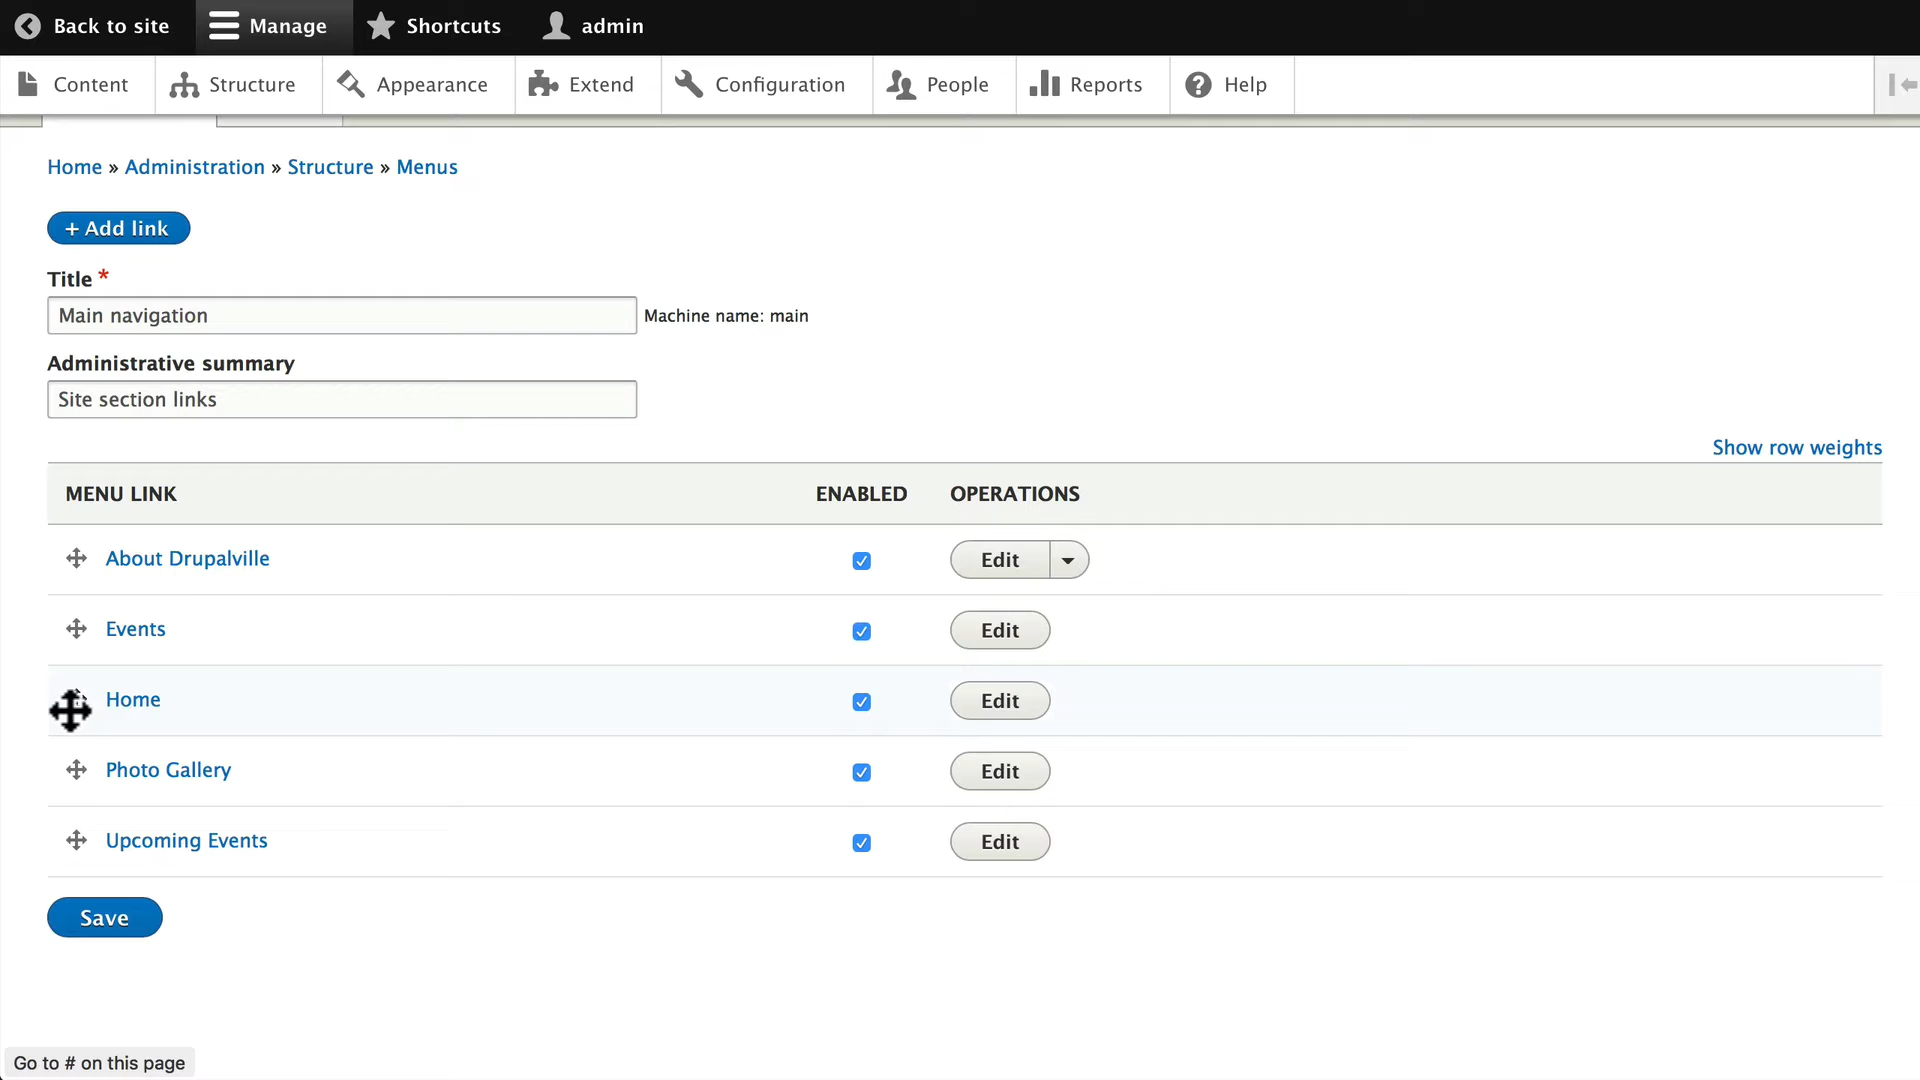 Back to site Manage Shortcuts admin
Content Structure Appearance Extend Configuration People Reports Help
Home » Administration » Structure » Menus
+ Add link
Title *
Main navigation Machine name: main
Administrative summary
Site section links
Show row weights
MENU LINK ENABLED OPERATIONS
About Drupalville Edit
Events Edit
Home Edit
Photo Gallery Edit
Upcoming Events Edit
Save
Go to # on this page